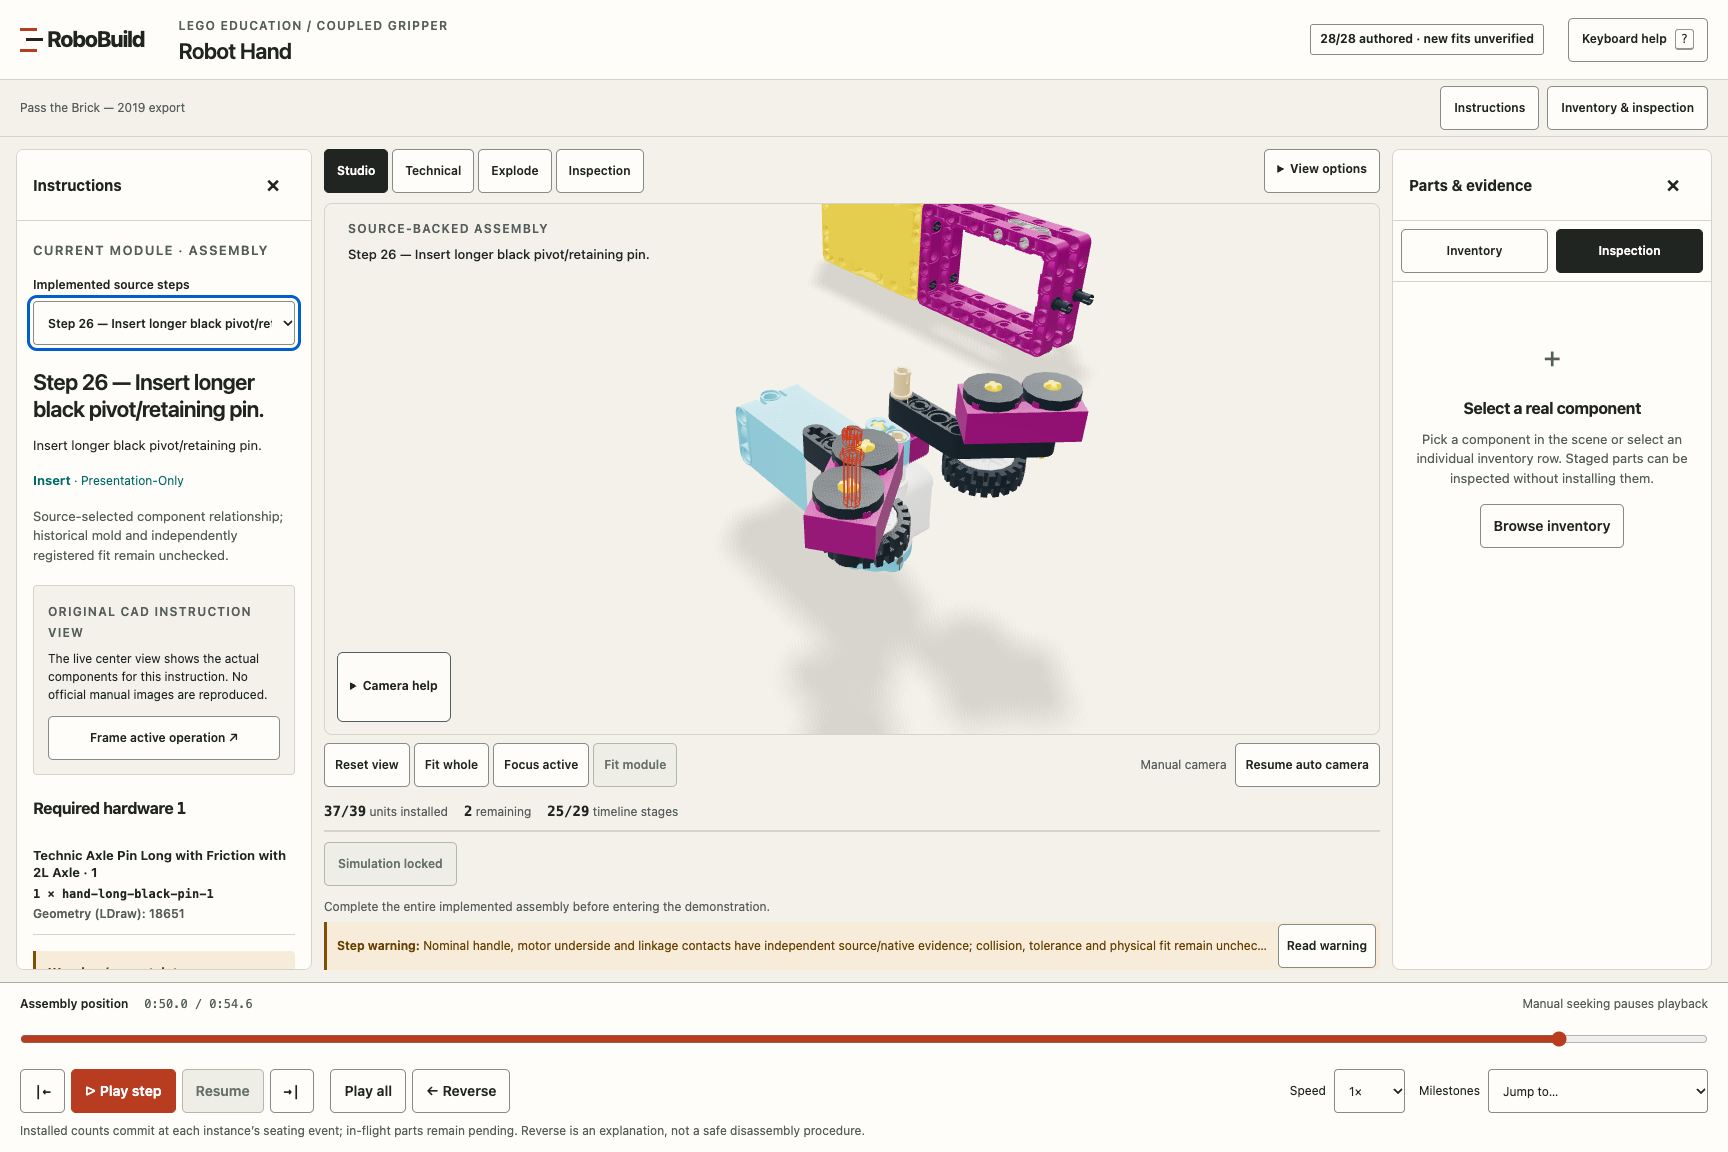 RoboBuild
LEGO EDUCATION / COUPLED GRIPPER
Robot Hand
28/28 authored · new fits unverified
Keyboard help ?
Pass the Brick — 2019 export
Instructions
Inventory & inspection
Instructions
CURRENT MODULE · ASSEMBLY
Implemented source steps
Step 26 — Insert longer black pivot/ret
Step 26 — Insert longer
black pivot/retaining pin.
Insert longer black pivot/retaining pin.
Insert · Presentation-Only
Source-selected component relationship;
historical mold and independently
registered fit remain unchecked.
ORIGINAL CAD INSTRUCTION
VIEW
The live center view shows the actual
components for this instruction. No
official manual images are reproduced.
Frame active operation ↗
Required hardware 1
Technic Axle Pin Long with Friction with
2L Axle · 1
1 × hand-long-black-pin-1
Geometry (LDraw): 18651
Studio
Technical
Explode
Inspection
View options
SOURCE-BACKED ASSEMBLY
Step 26 — Insert longer black pivot/retaining pin.
Camera help
Reset view
Fit whole
Focus active
Fit module
Manual camera
Resume auto camera
37/39 units installed 2 remaining 25/29 timeline stages
Simulation locked
Complete the entire implemented assembly before entering the demonstration.
Step warning: Nominal handle, motor underside and linkage contacts have independent source/native evidence; collision, tolerance and physical fit remain unchec...
Read warning
Parts & evidence
Inventory
Inspection
Select a real component
Pick a component in the scene or select an
individual inventory row. Staged parts can be
inspected without installing them.
Browse inventory
Assembly position 0:50.0 / 0:54.6
Manual seeking pauses playback
Play step
Resume
Play all
← Reverse
Speed 1×
Milestones Jump to...
Installed counts commit at each instance's seating event; in-flight parts remain pending. Reverse is an explanation, not a safe disassembly procedure.